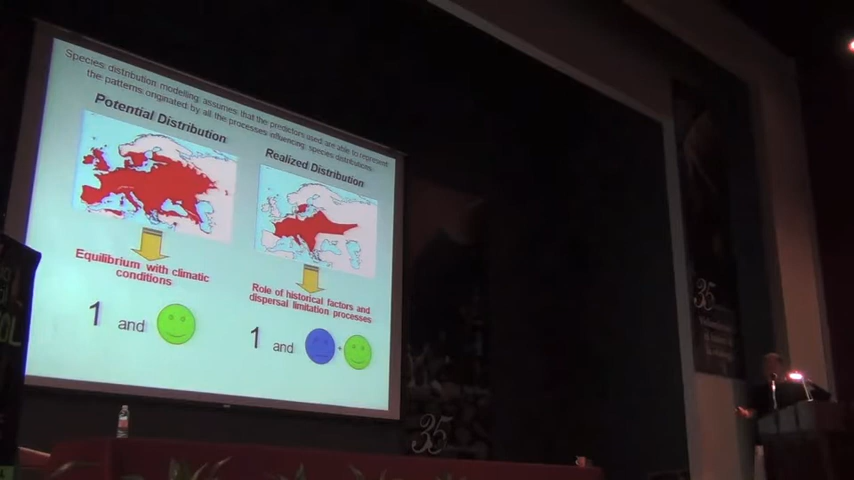 Species distribution modelling: assumes that the predictors used are able to represent
the patterns originated by all the processes influencing species distributions.
Potential Distribution
Realized Distribution
Equilibrium with climatic
conditions
Role of historical factors and
dispersal limitation processes
1 and
1 and
35
35